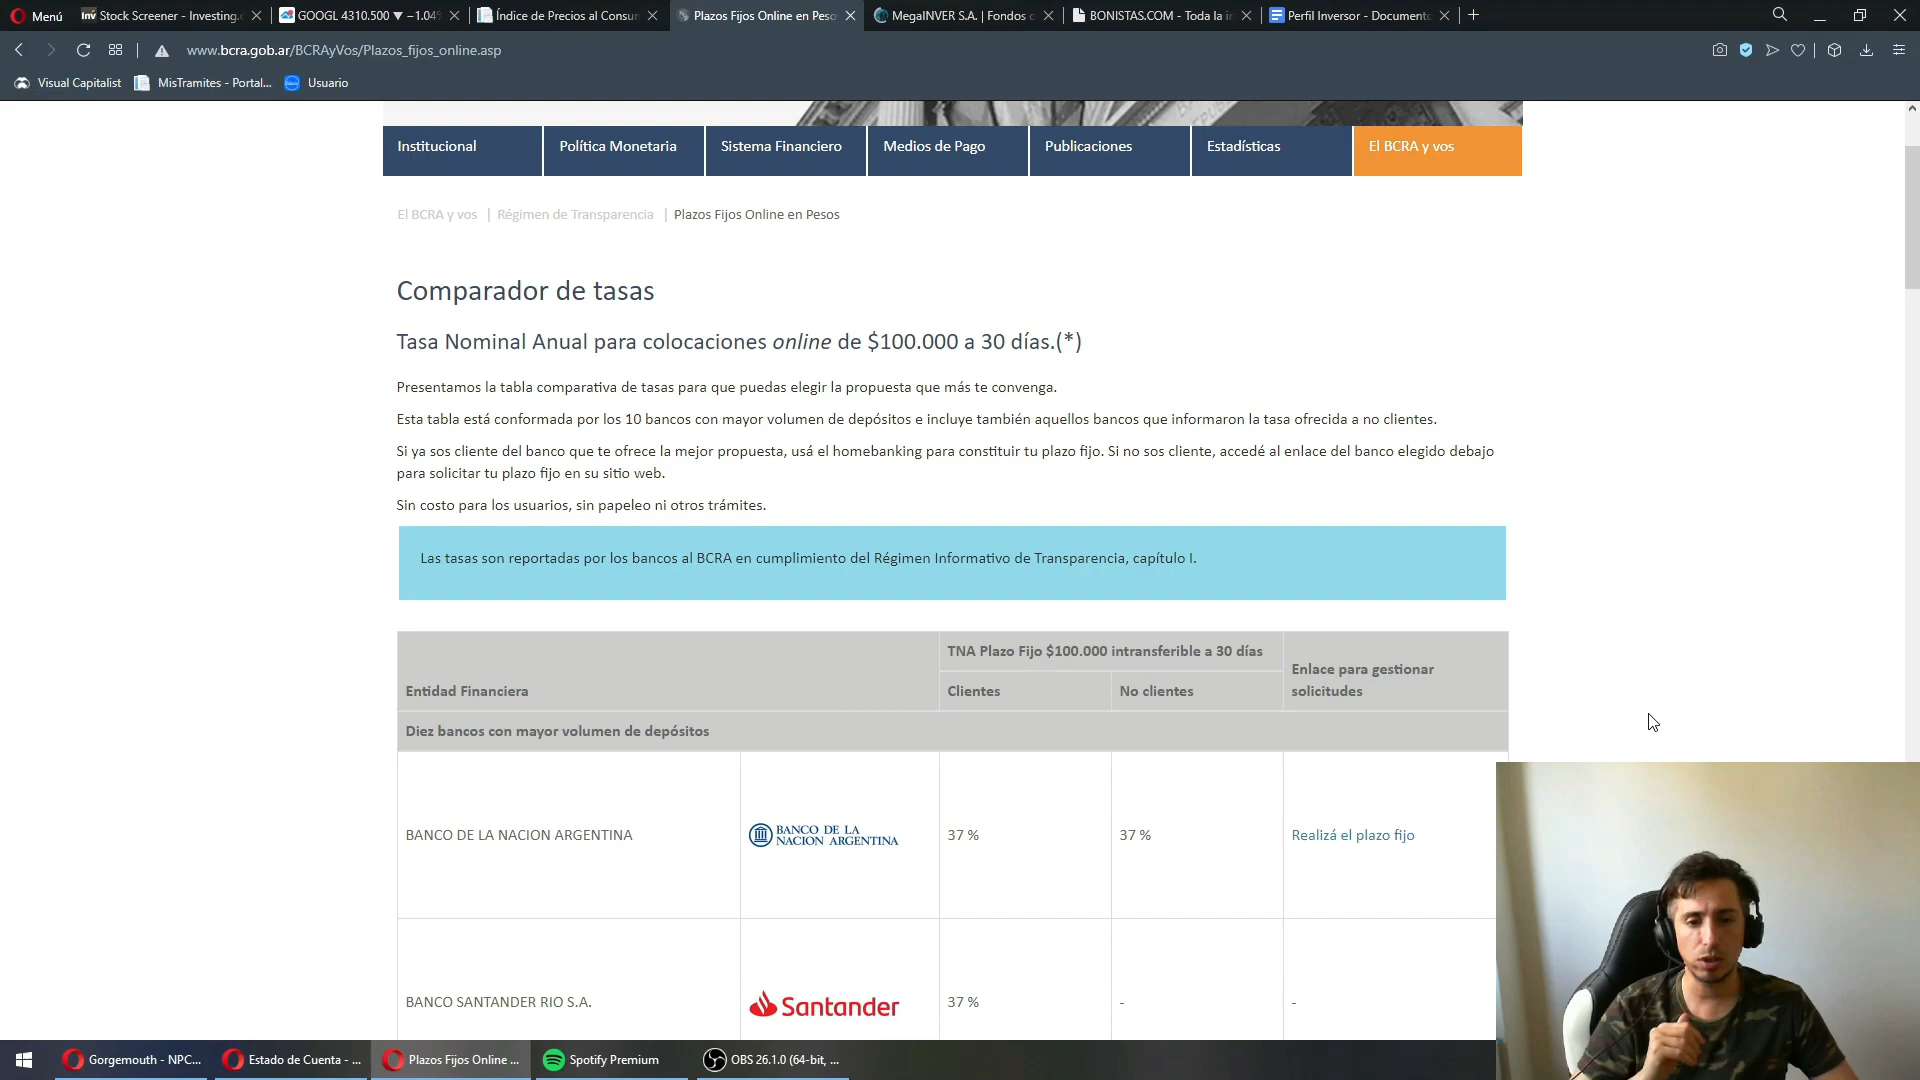 Menú
Stock Screener - Investing.
GOOGL 4310.500 ▼ −1.04%
Índice de Precios al Consun
Plazos Fijos Online en Peso
MegaINVER S.A. | Fondos
BONISTAS.COM - Toda la i
Perfil Inversor - Document
www.bcra.gob.ar/BCRAyVos/Plazos_fijos_online.asp
Visual Capitalist
MisTramites - Portal...
Usuario
Institucional
Política Monetaria
Sistema Financiero
Medios de Pago
Publicaciones
Estadísticas
El BCRA y vos
El BCRA y vos | Régimen de Transparencia | Plazos Fijos Online en Pesos
Comparador de tasas
Tasa Nominal Anual para colocaciones online de $100.000 a 30 días.(*)
Presentamos la tabla comparativa de tasas para que puedas elegir la propuesta que más te convenga.
Esta tabla está conformada por los 10 bancos con mayor volumen de depósitos e incluye también aquellos bancos que informaron la tasa ofrecida a no clientes.
Si ya sos cliente del banco que te ofrece la mejor propuesta, usá el homebanking para constituir tu plazo fijo. Si no sos cliente, accedé al enlace del banco elegido debajo
para solicitar tu plazo fijo en su sitio web.
Sin costo para los usuarios, sin papeleo ni otros trámites.
Las tasas son reportadas por los bancos al BCRA en cumplimiento del Régimen Informativo de Transparencia, capítulo I.
TNA Plazo Fijo $100.000 intransferible a 30 días
Enlace para gestionar
solicitudes
Entidad Financiera
Clientes
No clientes
Diez bancos con mayor volumen de depósitos
BANCO DE LA NACION ARGENTINA
BANCO DE LA
NACION ARGENTINA
37 %
37 %
Realizá el plazo fijo
BANCO SANTANDER RIO S.A.
Santander
37 %
-
-
Gorgemouth - NPC...
Estado de Cuenta - ...
Plazos Fijos Online ...
Spotify Premium
OBS 26.1.0 (64-bit, ...